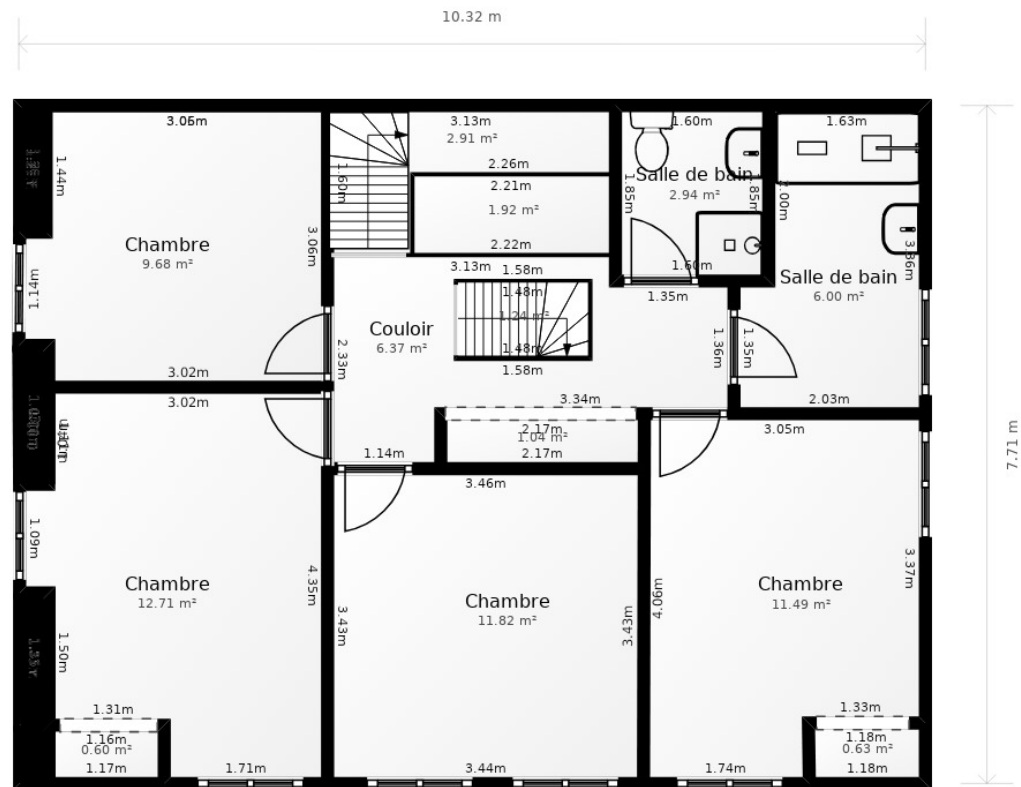 10.32 m
3.06m
3.13m
2.91 m²
1.60m
1.63m
1.44m
1.60m
2.26m
2.21m
1.92 m²
2.22m
1.85m
Salle de bain
2.94 m²
1.85m
2.00m
3.06m
Chambre
9.68 m²
1.14m
3.13m
1.58m
1.48m
1.24 m²
1.48m
1.58m
1.60m
1.35m
3.86m
Salle de bain
6.00 m²
Couloir
6.37 m²
2.33m
1.36m
1.35m
3.02m
3.02m
3.34m
2.03m
2.17m
1.04 m²
2.17m
3.05m
7.71 m
1.14m
3.46m
1.09m
Chambre
12.71 m²
4.35m
3.43m
Chambre
11.82 m²
3.43m
4.06m
Chambre
11.49 m²
3.37m
1.50m
1.31m
1.16m
0.60 m²
1.17m
1.71m
3.44m
1.74m
1.33m
1.18m
0.63 m²
1.18m